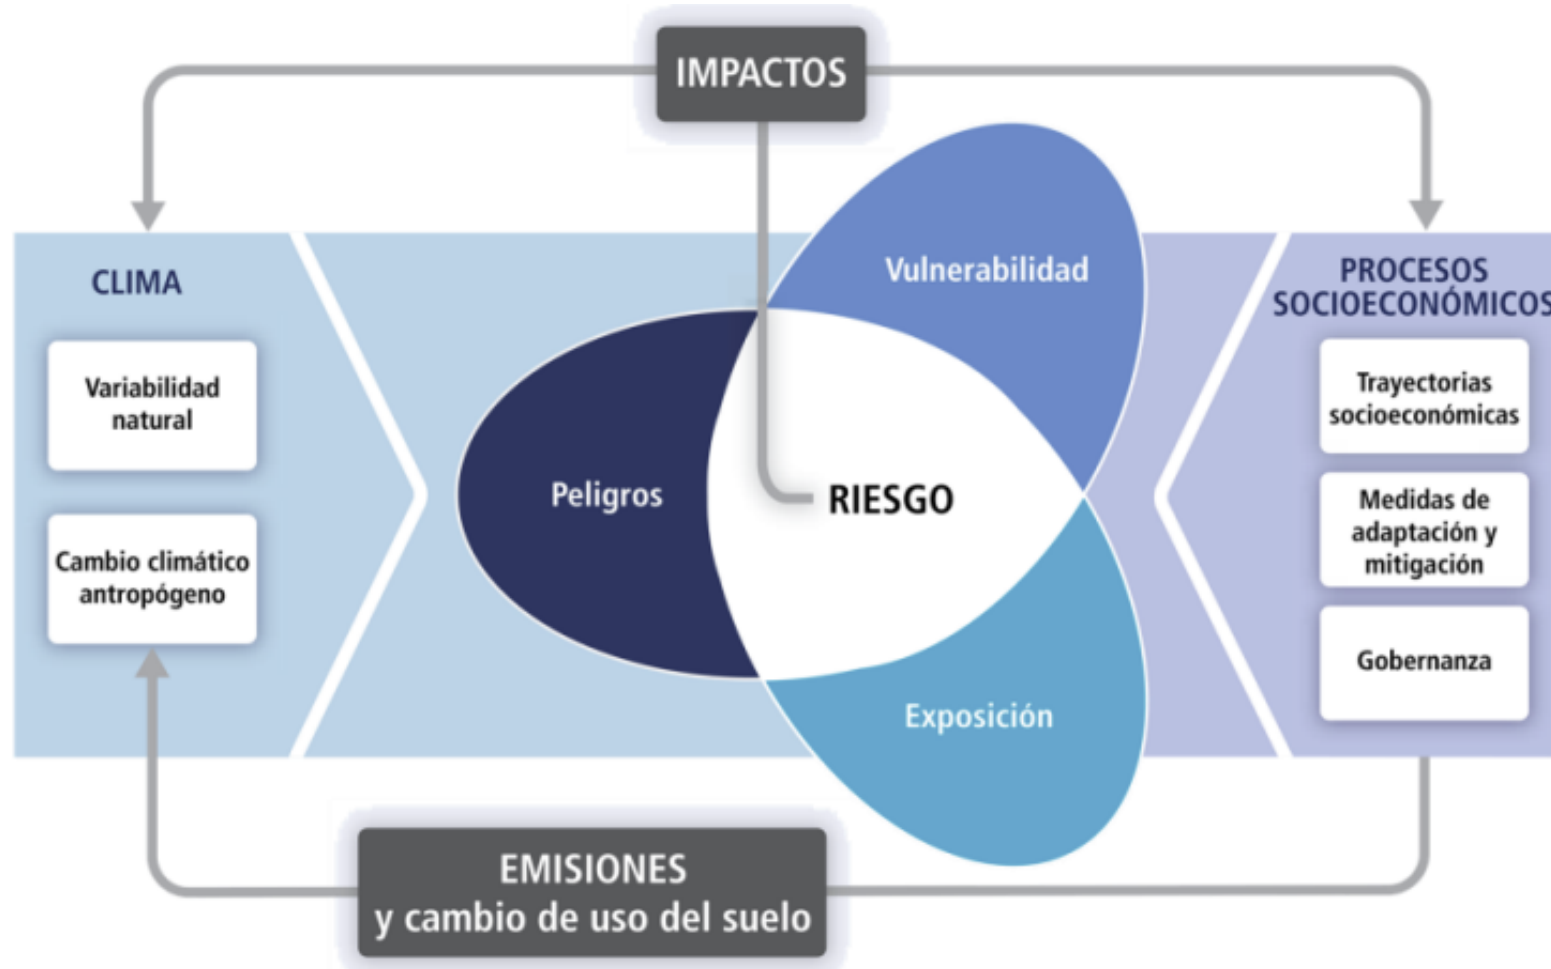 IMPACTOS
CLIMA
Variabilidad
natural
Cambio climático
antropógeno
Vulnerabilidad
Peligros
RIESGO
Exposición
PROCESOS
SOCIOECONÓMICOS
Trayectorias
socioeconómicas
Medidas de
adaptación y
mitigación
Gobernanza
EMISIONES
y cambio de uso del suelo